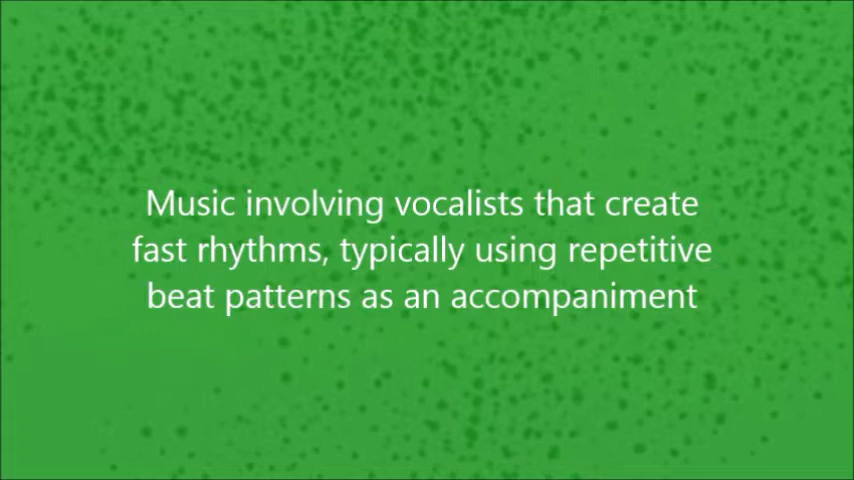 Music involving vocalists that create
fast rhythms, typically using repetitive
beat patterns as an accompaniment